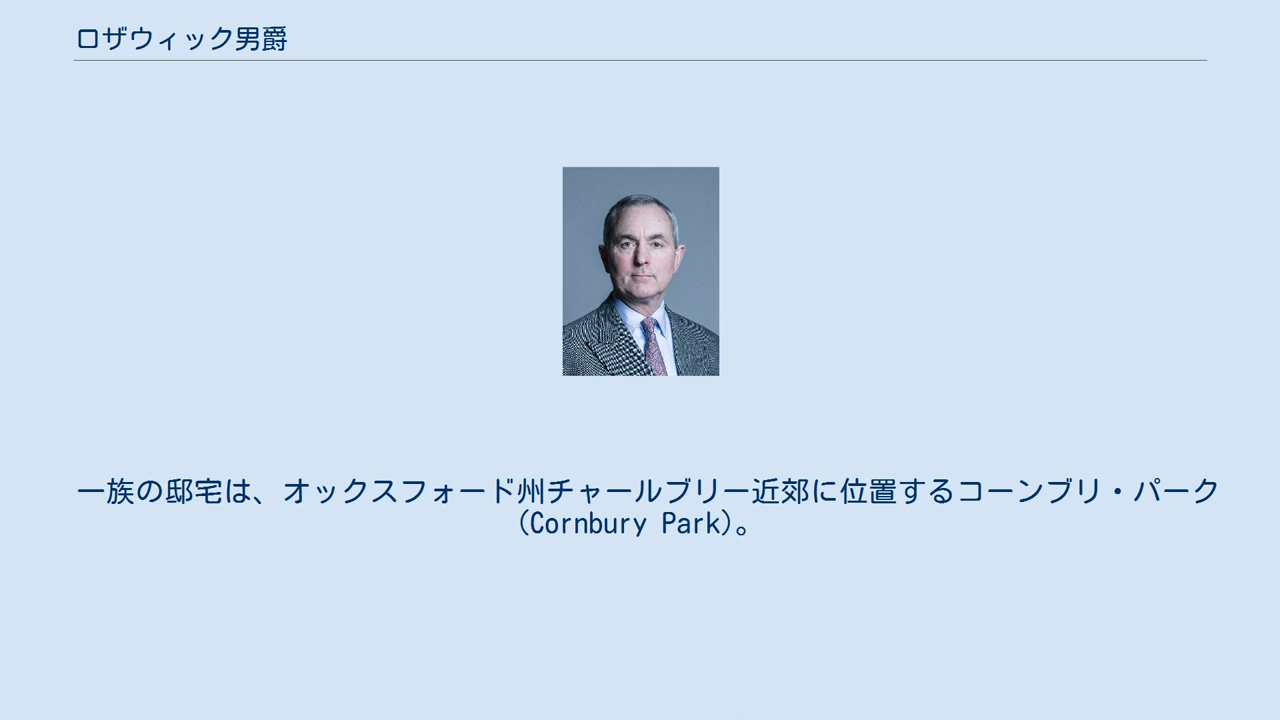 ロザウィック男爵
一族の邸宅は、オックスフォード州チャールブリー近郊に位置するコーンブリ・パーク
(Cornbury Park)。